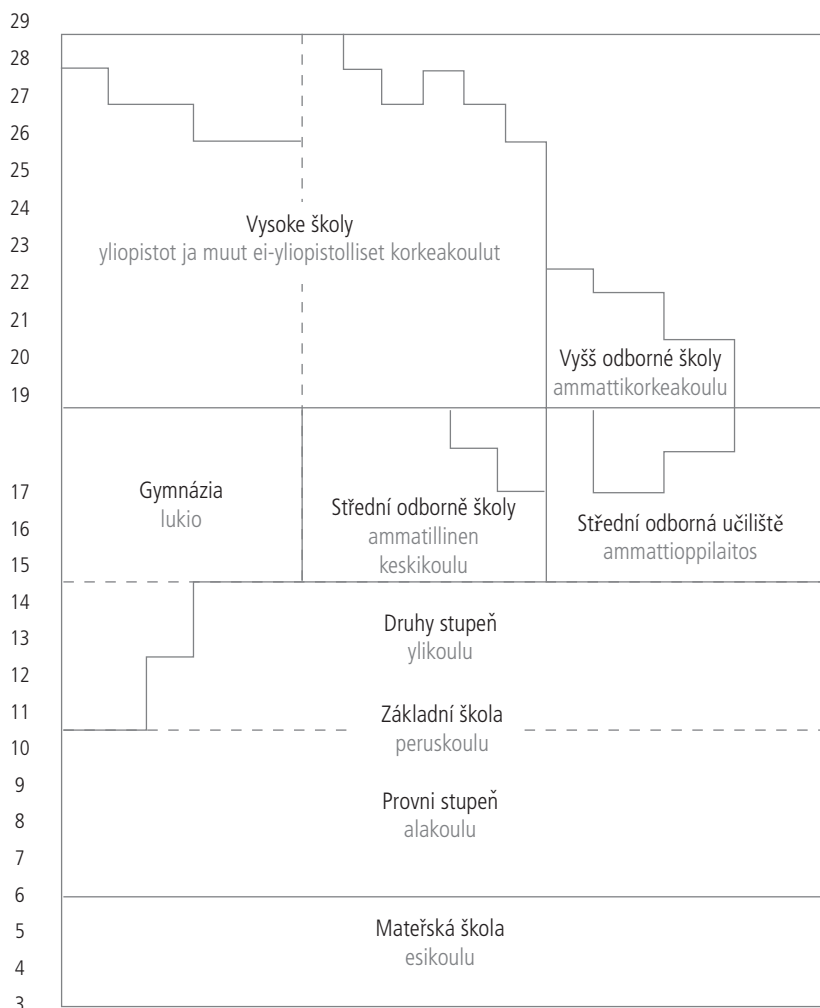 29
28
27
26
25
24
23
22
21
20
19
17
16
15
14
13
12
11
10
9
8
7
6
5
4
3
Vysoke školy
yliopistot ja muut ei-yliopistolliset korkeakoulut
Vyšš odborné školy
ammattikorkeakoulu
Gymnázia
lukio
Střední odborně školy
ammatillinen
keskikoulu
Střední odborná učiliště
ammattioppilaitos
Druhy stupeň
ylikoulu
Základní škola
peruskoulu
Provni stupeň
alakoulu
Mateřská škola
esikoulu